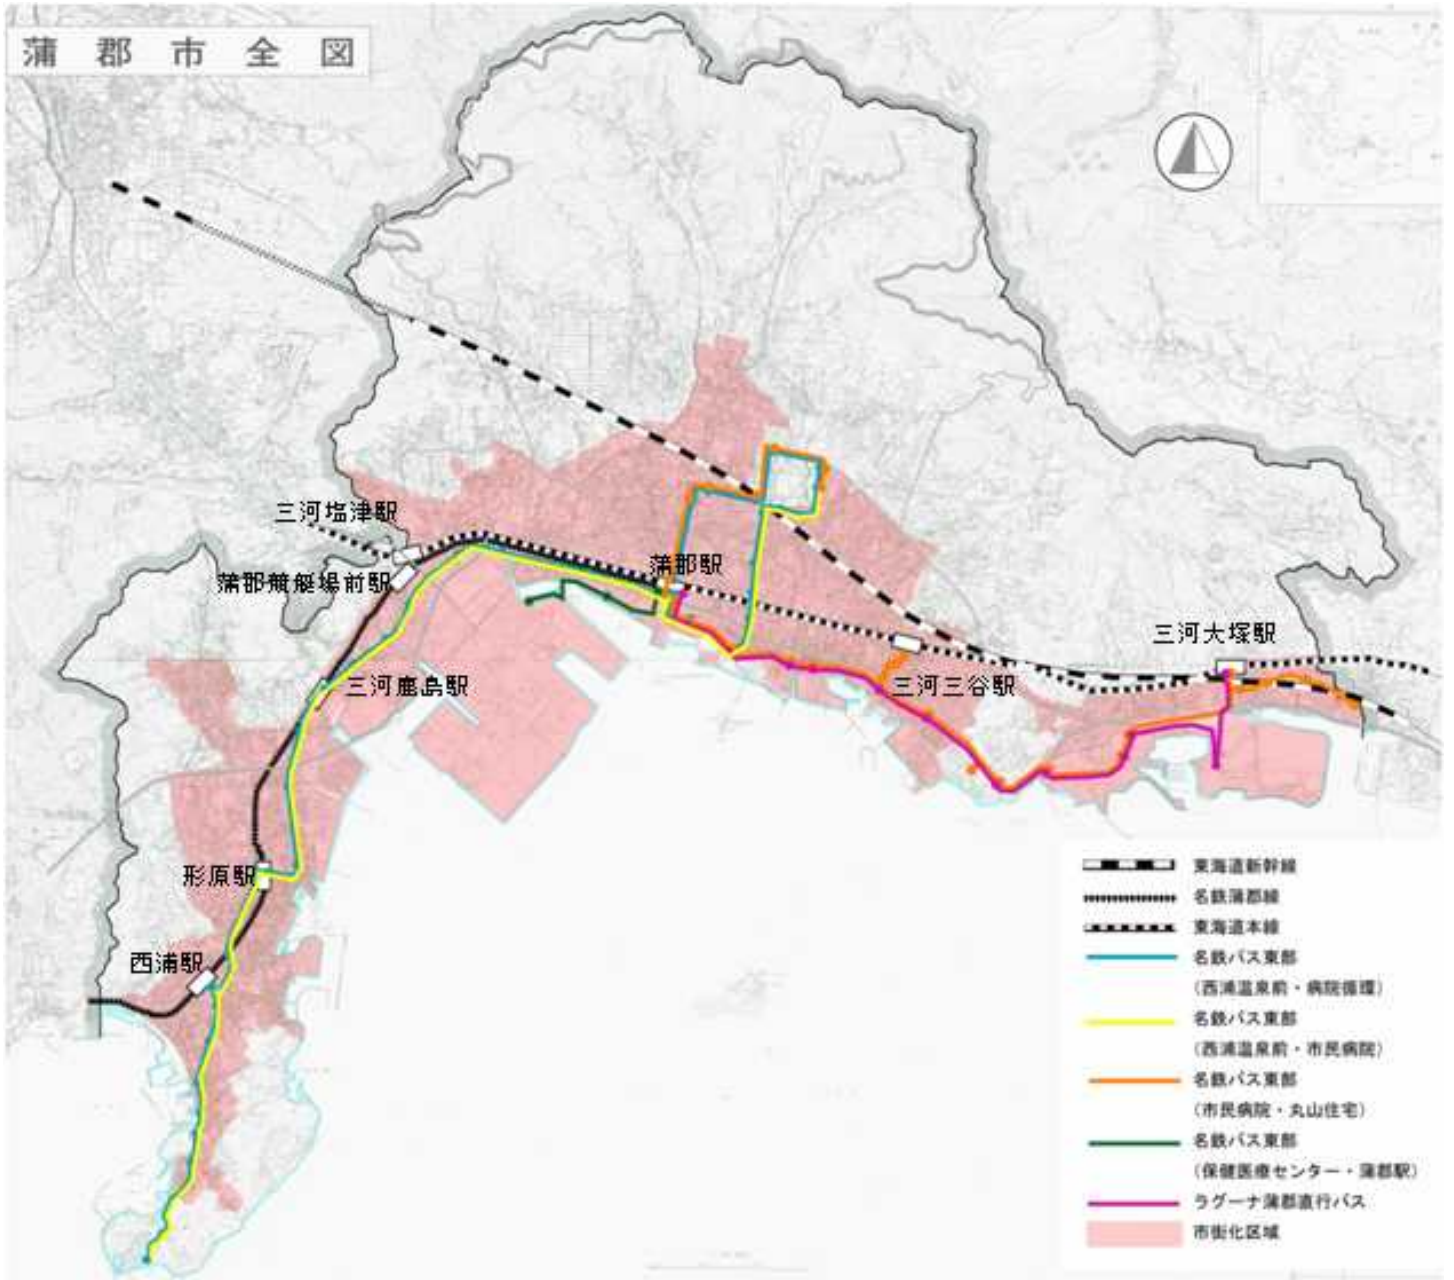 蒲郡市全図
三河塩津駅
蒲郡競艇場前駅
蒲郡駅
三河大塚駅
三河鹿島駅
三河三谷駅
形原駅
西浦駅
東海道新幹線
名鉄蒲郡線
東海道本線
名鉄バス東部
(西浦温泉前・病院循環)
名鉄バス東部
(西浦温泉前・市民病院)
名鉄バス東部
(市民病院・丸山住宅)
名鉄バス東部
(保健医療センター・蒲郡駅)
ラグーナ蒲郡直行バス
市街化区域